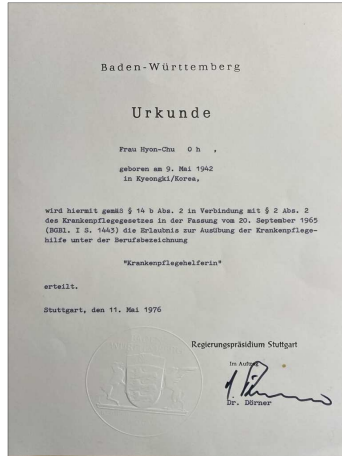 Baden-Württemberg
Urkunde
Frau Hyon-Chu O h ,
geboren am 9. Mai 1942
in Kyeongki/Korea,
wird hiermit gemäß § 14 b Abs. 2 in Verbindung mit § 2 Abs. 2
des Krankenpflegegesetzes in der Fassung vom 20. September 1965
(BGBl. I S. 1443) die Erlaubnis zur Ausübung der Krankenpflege-
hilfe unter der Berufsbezeichnung
"Krankenpflegehelferin"
erteilt.
Stuttgart, den 11. Mai 1976
Regierungspräsidium Stuttgart
Im Auftrag
Dr. Dörner